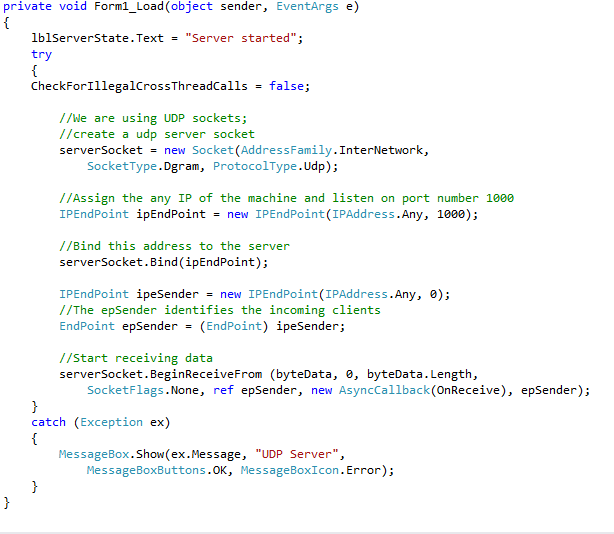 private void Form1_Load(object sender, EventArgs e)
{
    lblServerState.Text = "Server started";
    try
    {
    CheckForIllegalCrossThreadCalls = false;

        //We are using UDP sockets;
        //create a udp server socket
        serverSocket = new Socket(AddressFamily.InterNetwork,
            SocketType.Dgram, ProtocolType.Udp);

        //Assign the any IP of the machine and listen on port number 1000
        IPEndPoint ipEndPoint = new IPEndPoint(IPAddress.Any, 1000);

        //Bind this address to the server
        serverSocket.Bind(ipEndPoint);

        IPEndPoint ipeSender = new IPEndPoint(IPAddress.Any, 0);
        //The epSender identifies the incoming clients
        EndPoint epSender = (EndPoint) ipeSender;

        //Start receiving data
        serverSocket.BeginReceiveFrom (byteData, 0, byteData.Length,
            SocketFlags.None, ref epSender, new AsyncCallback(OnReceive), epSender);
    }
    catch (Exception ex)
    {
        MessageBox.Show(ex.Message, "UDP Server",
            MessageBoxButtons.OK, MessageBoxIcon.Error);
    }
}